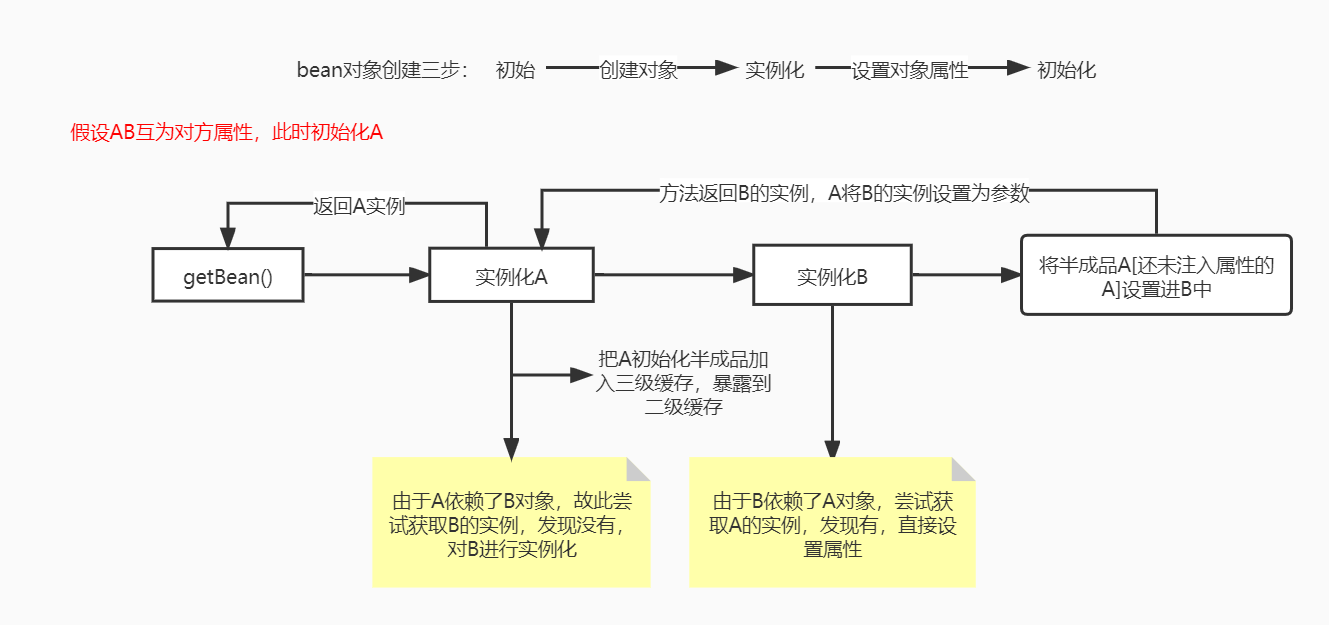 bean对象创建三步： 初始 创建对象 实例化 设置对象属性 初始化
假设AB互为对方属性，此时初始化A
返回A实例
方法返回B的实例，A将B的实例设置为参数
getBean()
实例化A
实例化B
将半成品A[还未注入属性的
A]设置进B中
把A初始化半成品加
入三级缓存，暴露到
二级缓存
由于A依赖了B对象，故此尝
试获取B的实例，发现没有，
对B进行实例化
由于B依赖了A对象，尝试获
取A的实例，发现有，直接设
置属性